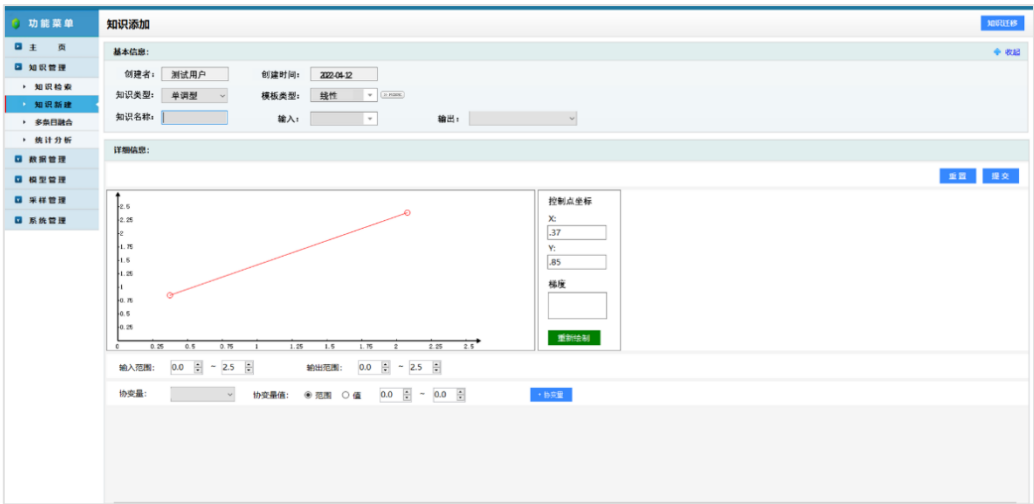 功能菜单
知识添加
知识迁移
主 页
知识管理
知识检索
知识新建
多条目融合
统计分析
数据管理
模型管理
采样管理
系统管理
基本信息:
收起
创建者: 测试用户 创建时间: 2022-04-12
知识类型: 单调型 模板类型: 线性
知识名称: 输入: 输出:
详细信息:
重置 提交
2.5
2.25
2
1.75
1.5
1.25
1
0.75
0.5
0.25
0 0.25 0.5 0.75 1 1.25 1.5 1.75 2 2.25 2.5
控制点坐标
X:
.37
Y:
.85
梯度
重新绘制
输入范围: 0.0 ~ 2.5 输出范围: 0.0 ~ 2.5
协变量: 协变量值: 范围 值 0.0 ~ 0.0 +协变量